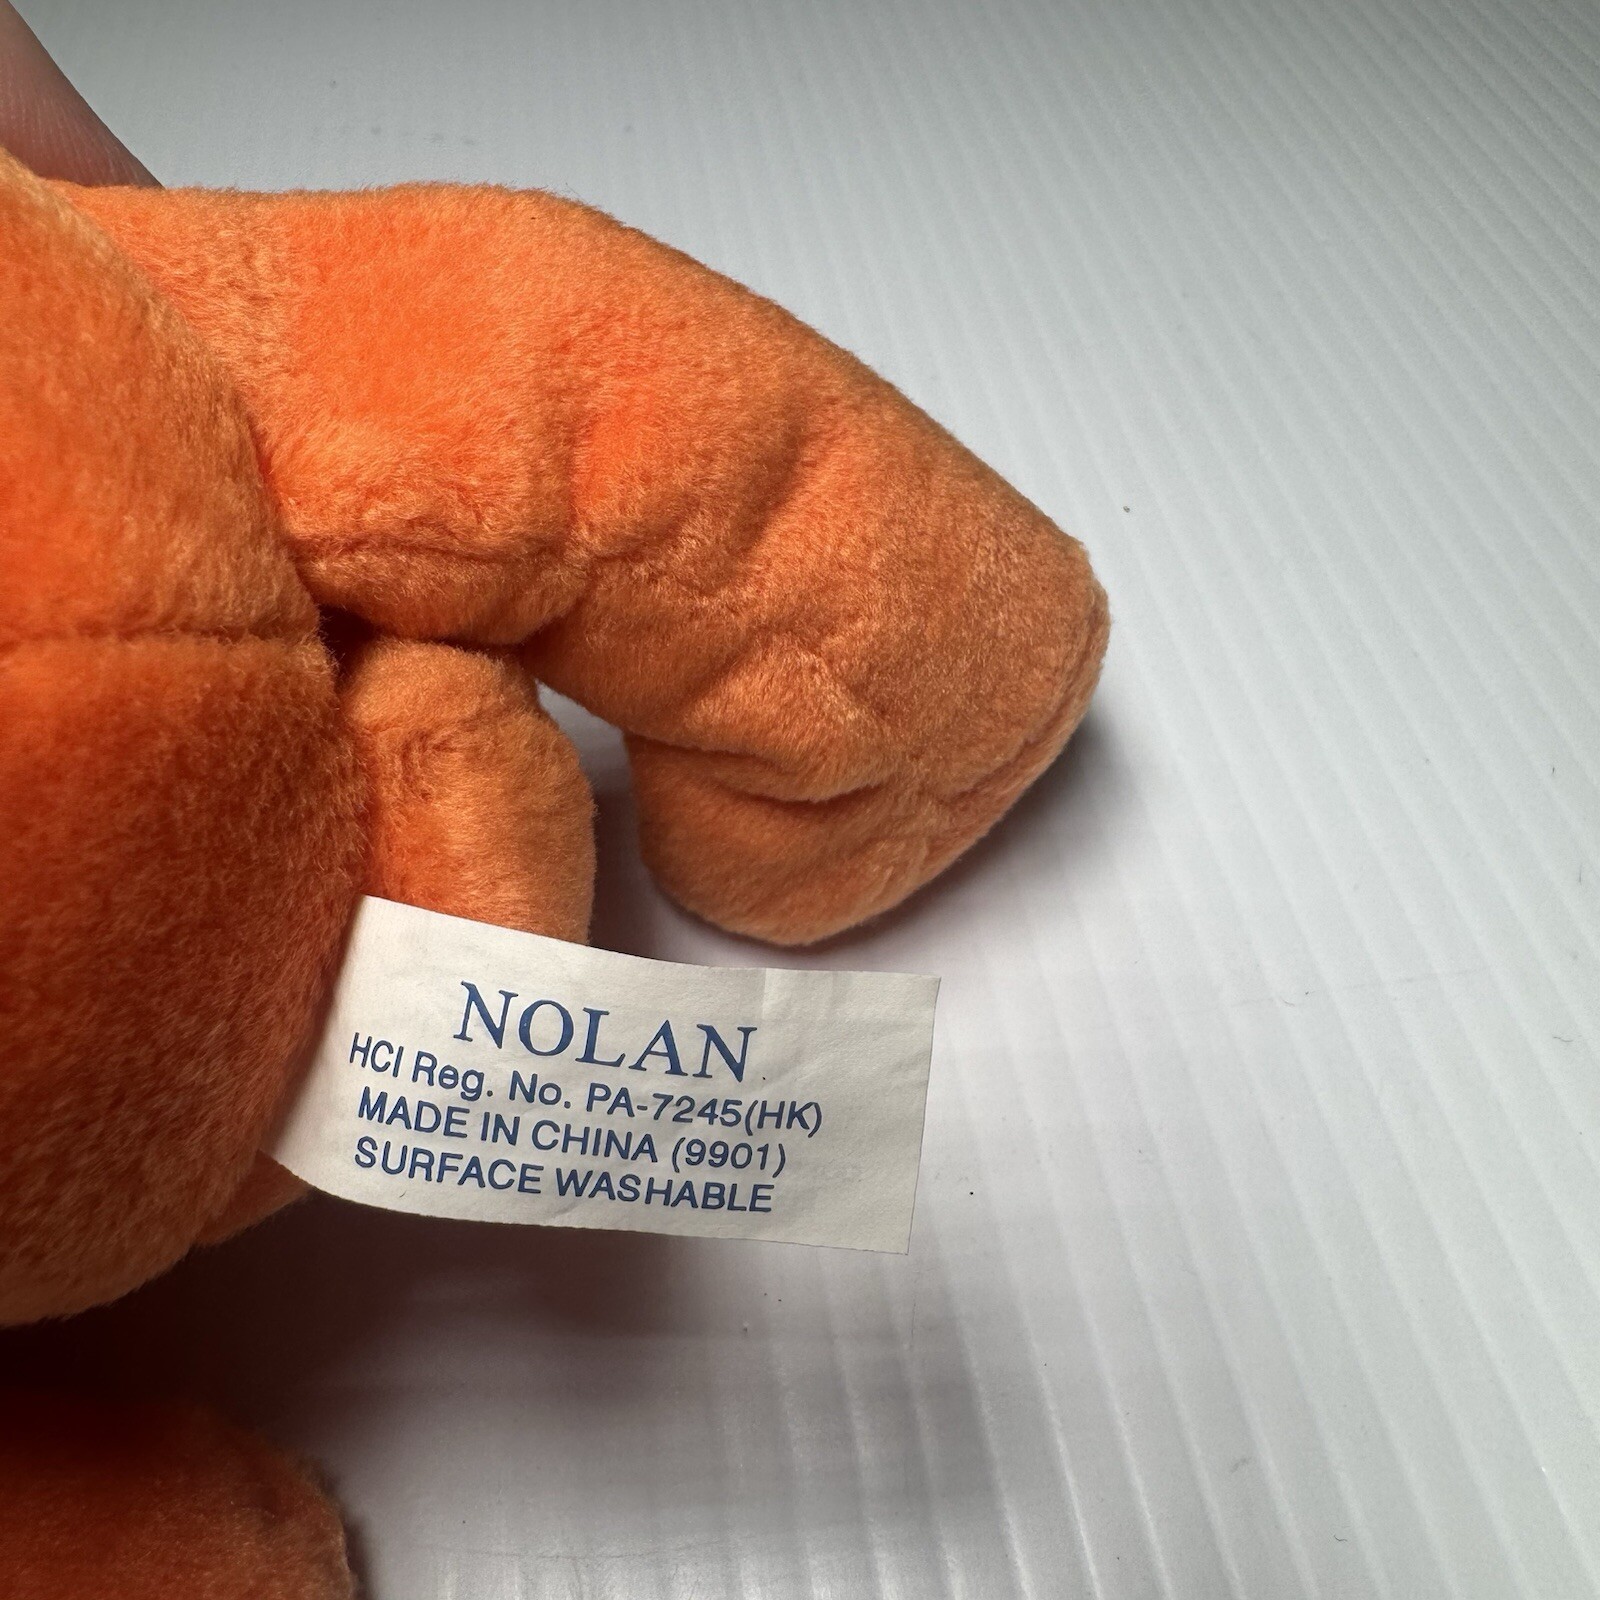 NOLAN
HCI Reg. No. PA-7245(HK)
MADE IN CHINA (9901)
SURFACE WASHABLE